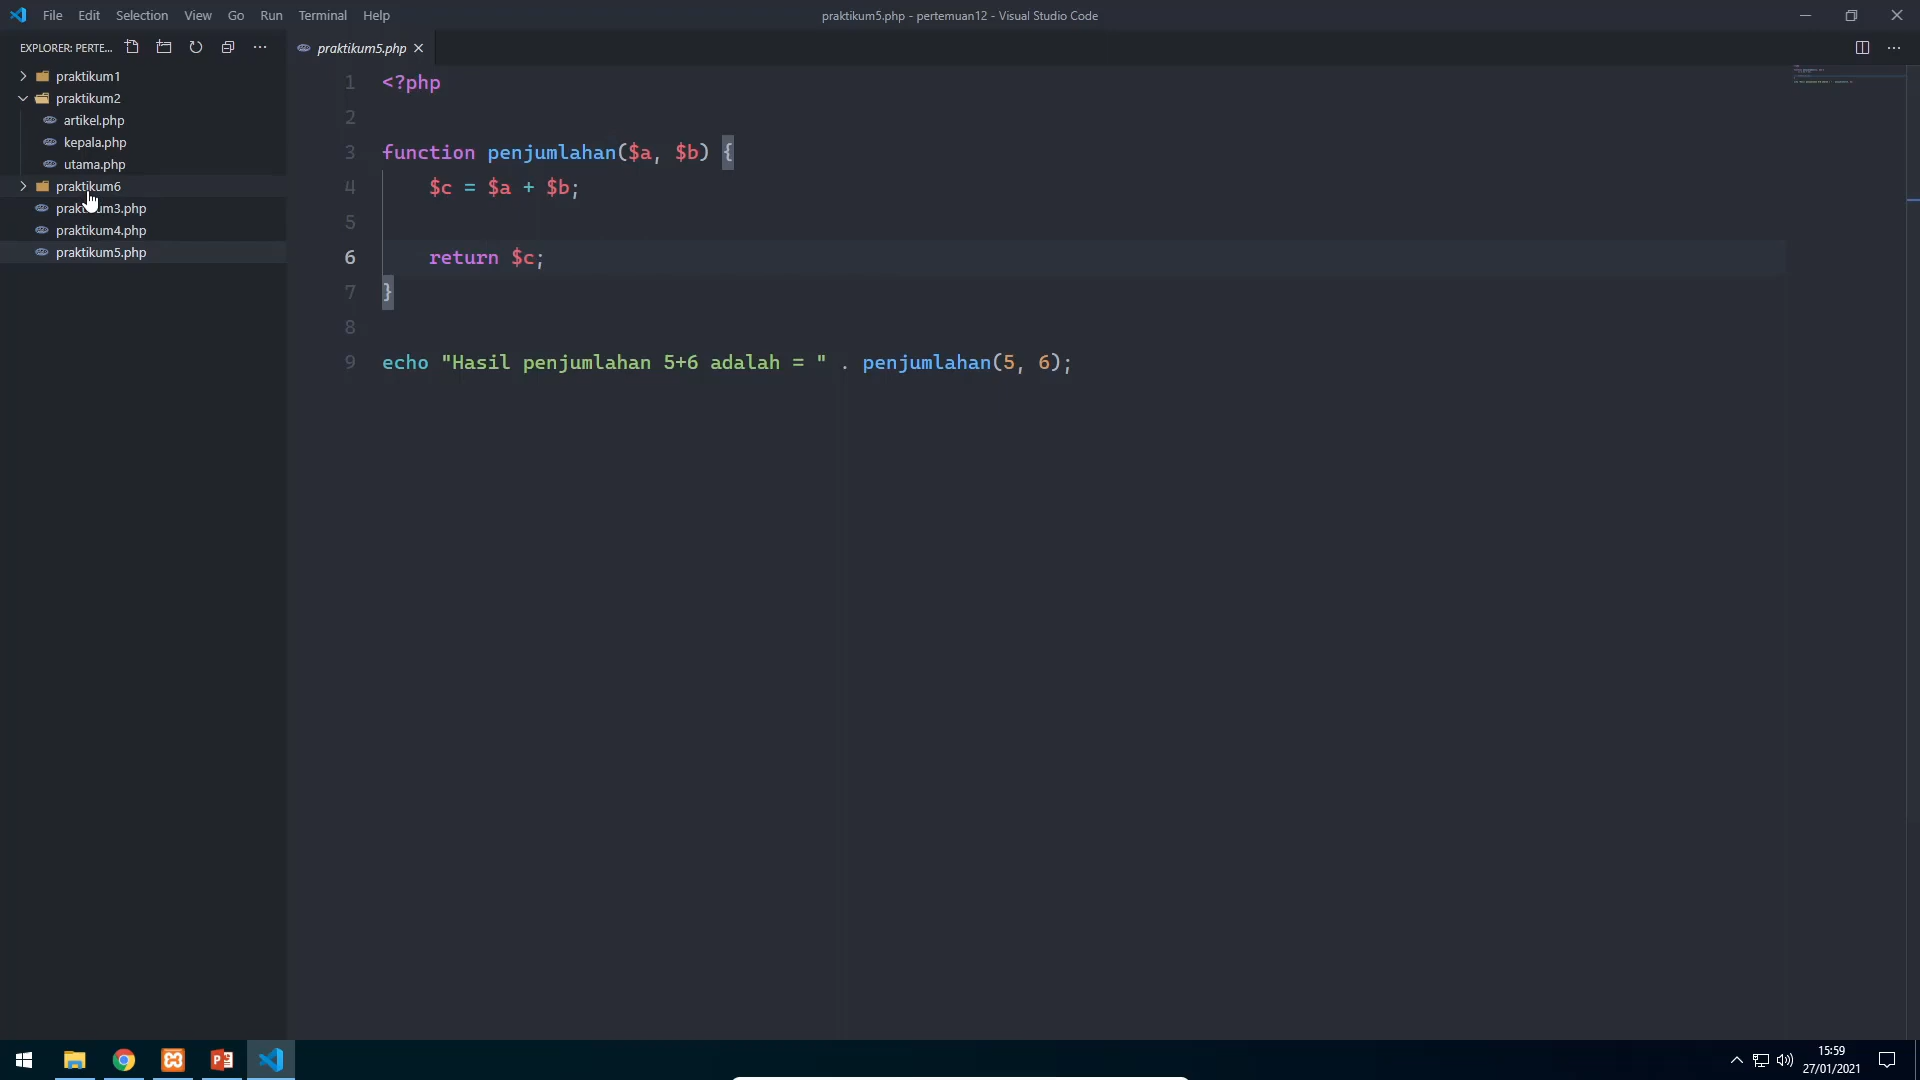 File Edit Selection View Go Run Terminal Help
praktikum5.php - pertemuan12 - Visual Studio Code
EXPLORER: PERTE...
praktikum5.php
praktikum1
praktikum2
artikel.php
kepala.php
utama.php
praktikum6
praktikum3.php
praktikum4.php
praktikum5.php
1 <?php
2
3 function penjumlahan($a, $b) {
4 $c = $a + $b;
5
6 return $c;
7 }
8
9 echo "Hasil penjumlahan 5+6 adalah = " . penjumlahan(5, 6);
15:59
27/01/2021